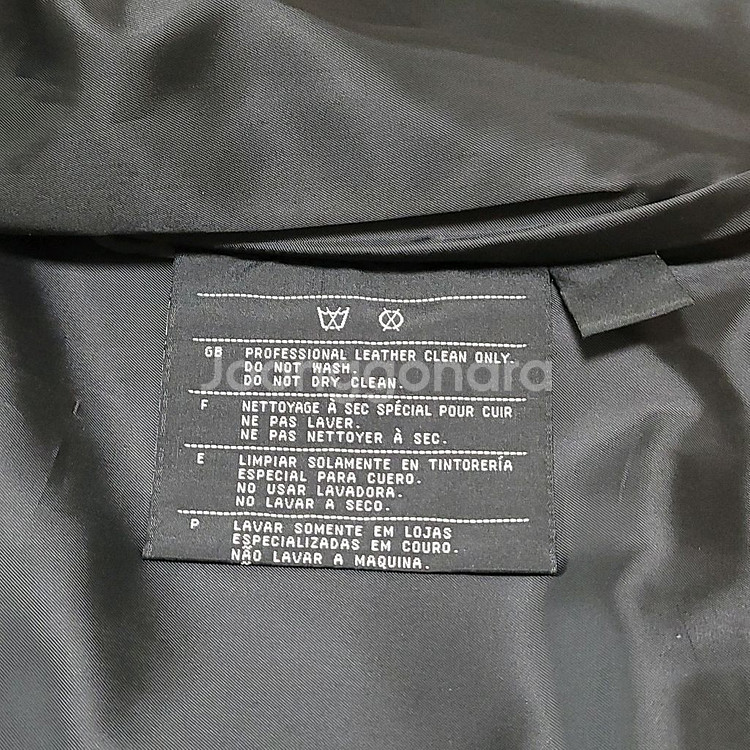 GB PROFESSIONAL LEATHER CLEAN ONLY.
DO NOT WASH.
DO NOT DRY CLEAN.
F NETTOYAGE À SEC SPÉCIAL POUR CUIR
NE PAS LAVER.
NE PAS NETTOYER À SEC.
E LIMPIAR SOLAMENTE EN TINTORERÍA
ESPECIAL PARA CUERO.
NO USAR LAVADORA.
NO LAVAR A SECO.
P LAVAR SOMENTE EM LOJAS
ESPECIALIZADAS EM COURO.
NÃO LAVAR A MAQUINA.
Joonggonara